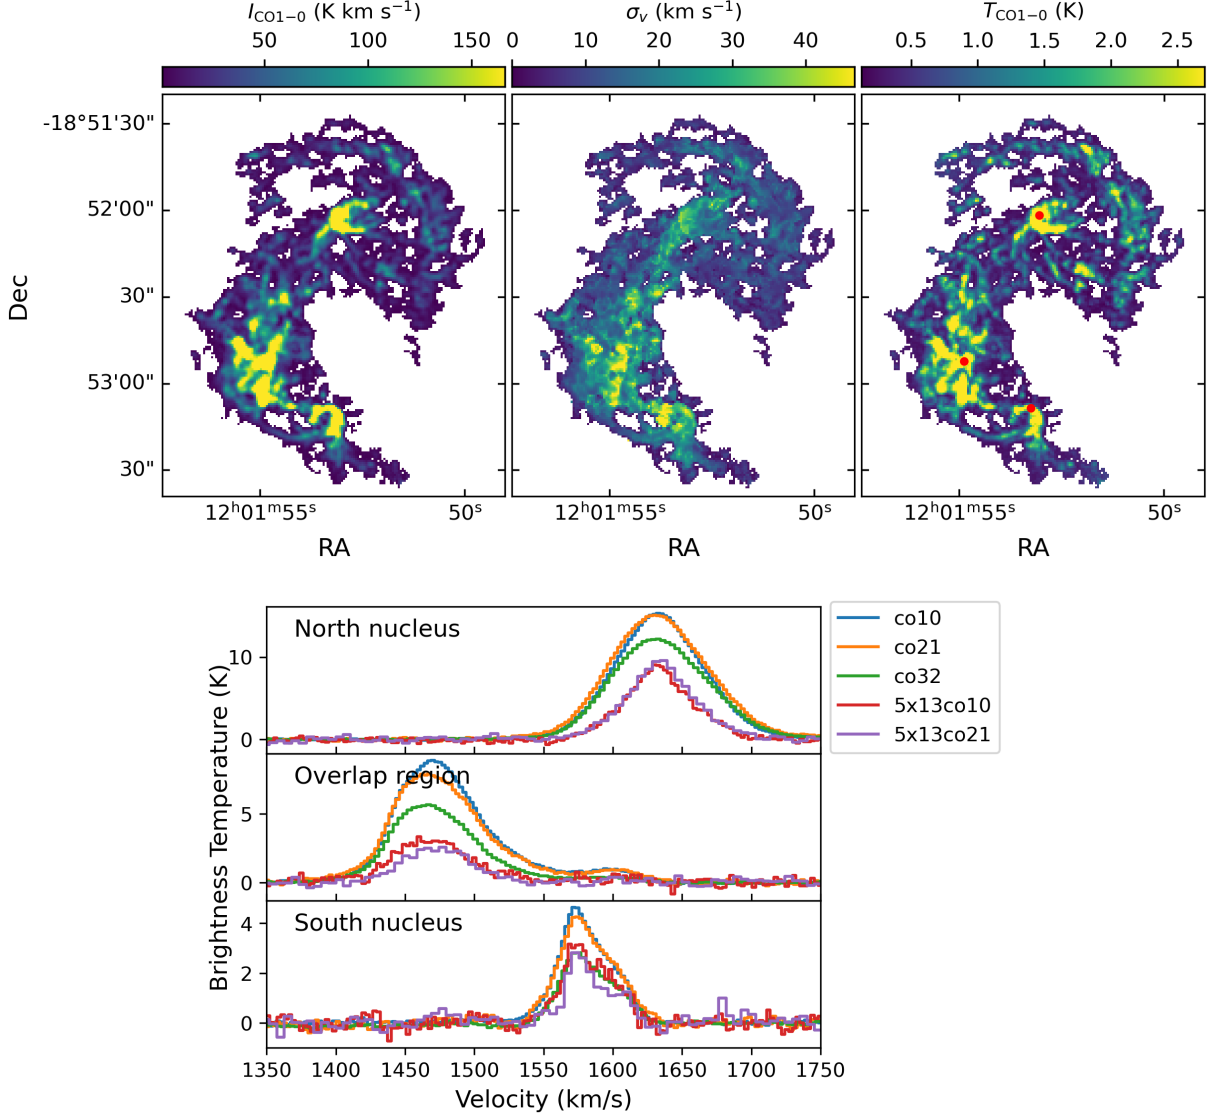 I_CO1−0 (K km s⁻¹)
σ_v (km s⁻¹)
T_CO1−0 (K)
50 100 150
0 10 20 30 40
0.5 1.0 1.5 2.0 2.5
-18°51'30"
52'00"
30"
53'00"
30"
Dec
12ʰ01ᵐ55ˢ 50ˢ
12ʰ01ᵐ55ˢ 50ˢ
12ʰ01ᵐ55ˢ 50ˢ
RA
RA
RA
North nucleus
10
0
Overlap region
5
0
South nucleus
4
2
0
Brightness Temperature (K)
1350 1400 1450 1500 1550 1600 1650 1700 1750
Velocity (km/s)
co10
co21
co32
5x13co10
5x13co21